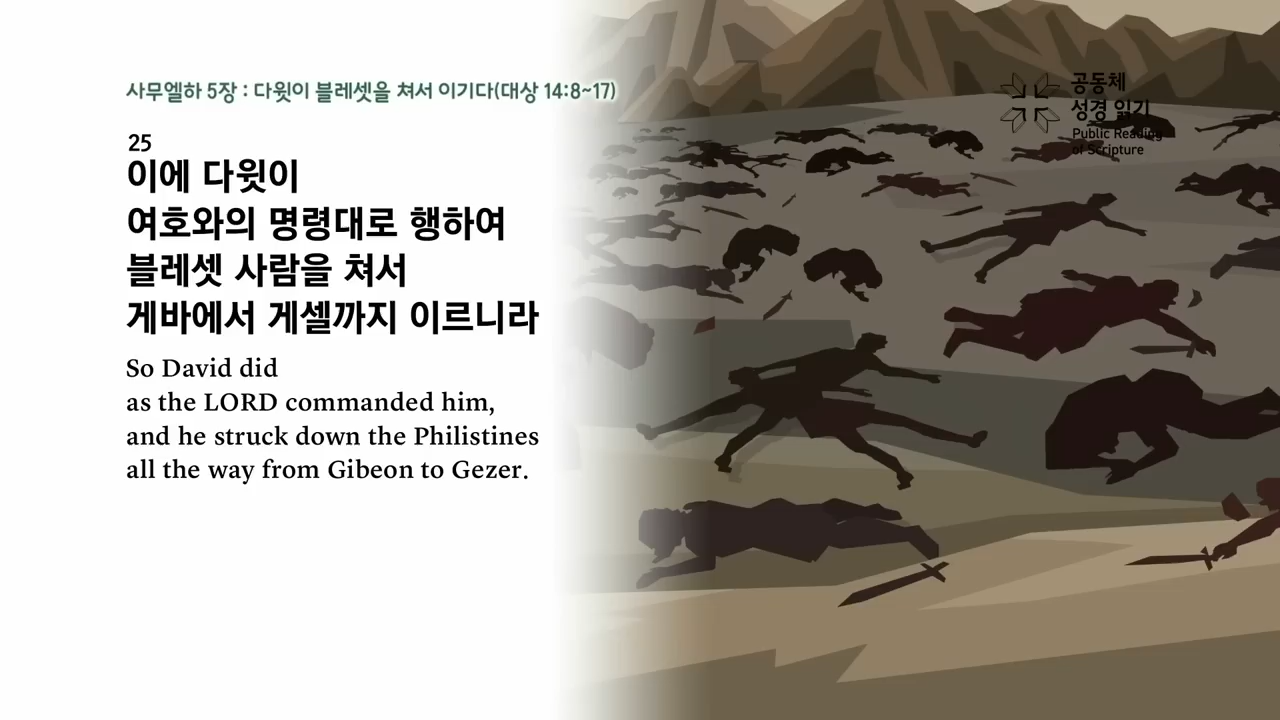 사무엘하 5장 : 다윗이 블레셋을 쳐서 이기다(대상 14:8~17)
공동체
성경 읽기
Public Reading
of Scripture
25
이에 다윗이
여호와의 명령대로 행하여
블레셋 사람을 쳐서
게바에서 게셀까지 이르니라
So David did
as the LORD commanded him,
and he struck down the Philistines
all the way from Gibeon to Gezer.